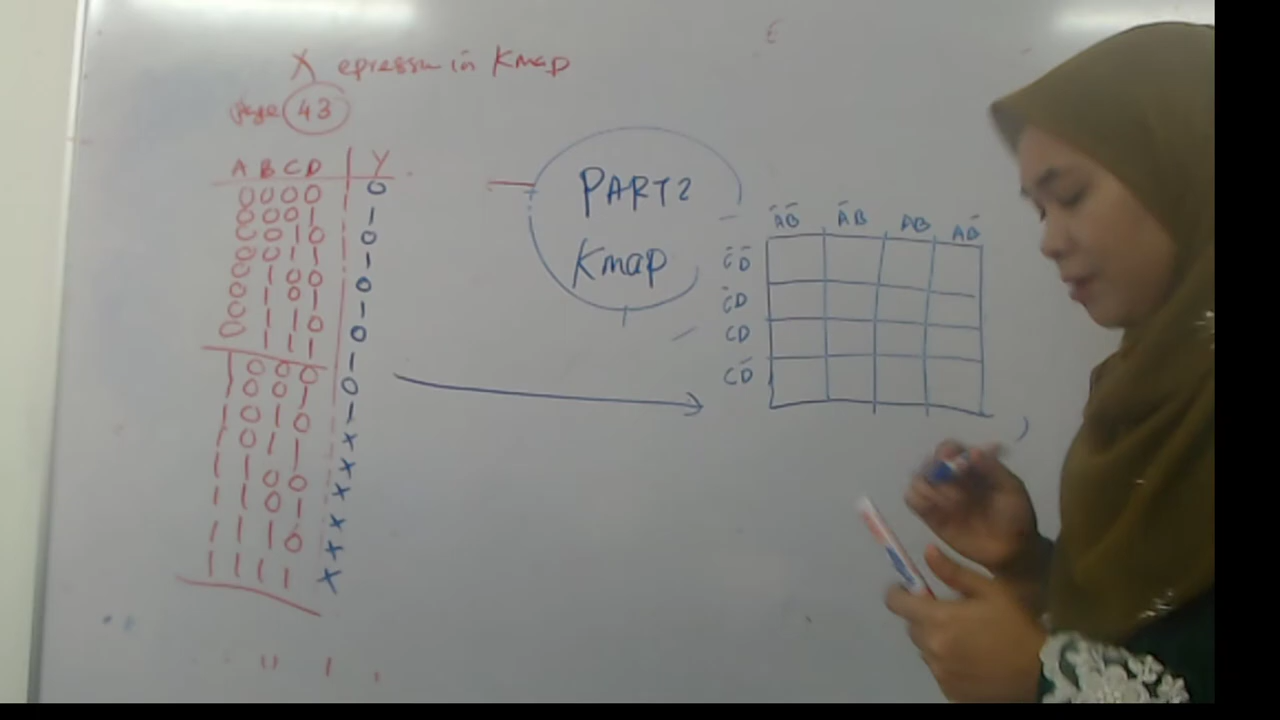 X epressu in Kmap
page 43
A B C D | Y
0 0 0 0 0
0 0 0 1 1
0 0 1 0 0
0 0 1 1 1
0 1 0 0 0
0 1 0 1 1
0 1 1 0 0
0 1 1 1 1
1 0 0 0 0
1 0 0 1 1
1 0 1 0 X
1 0 1 1 X
1 1 0 0 X
1 1 0 1 X
1 1 1 0 X
1 1 1 1 X
PART2
Kmap
ĀB̄ ĀB AB AB̄
C̄D̄
C̄D
CD
CD̄